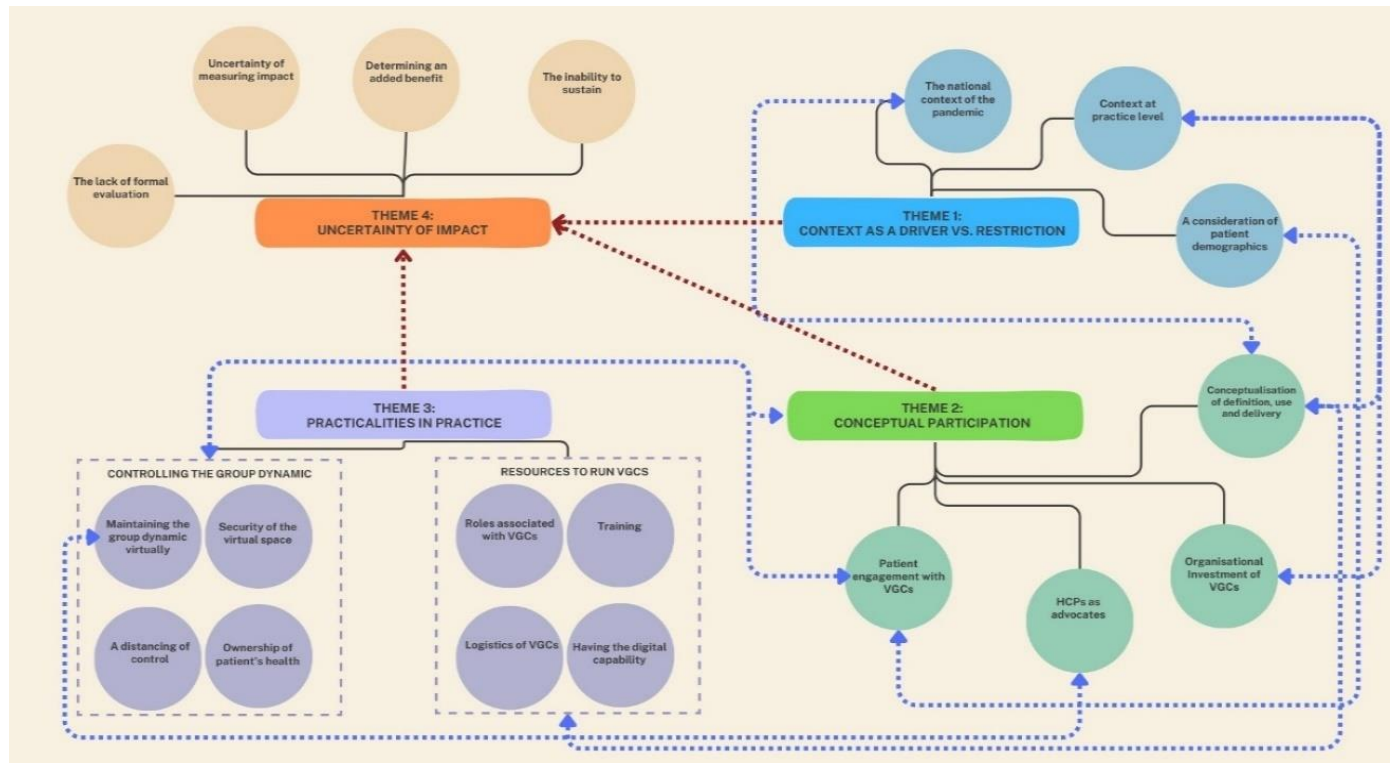 Uncertainty of
measuring impact
Determining an
added benefit
The inability to
sustain
The lack of formal
evaluation
THEME 4:
UNCERTAINTY OF IMPACT
The national
context of the
pandemic
Context at
practice level
A consideration of
patient
demographics
THEME 1:
CONTEXT AS A DRIVER VS. RESTRICTION
THEME 3:
PRACTICALITIES IN PRACTICE
CONTROLLING THE GROUP DYNAMIC
Maintaining the
group dynamic
virtually
Security of the
virtual space
A distancing of
control
Ownership of
patient's health
RESOURCES TO RUN VGCS
Roles associated
with VGCs
Training
Logistics of VGCs
Having the digital
capability
THEME 2:
CONCEPTUAL PARTICIPATION
Conceptualisation
of definition, use
and delivery
Patient
engagement with
VGCs
HCPs as
advocates
Organisational
Investment of
VGCs